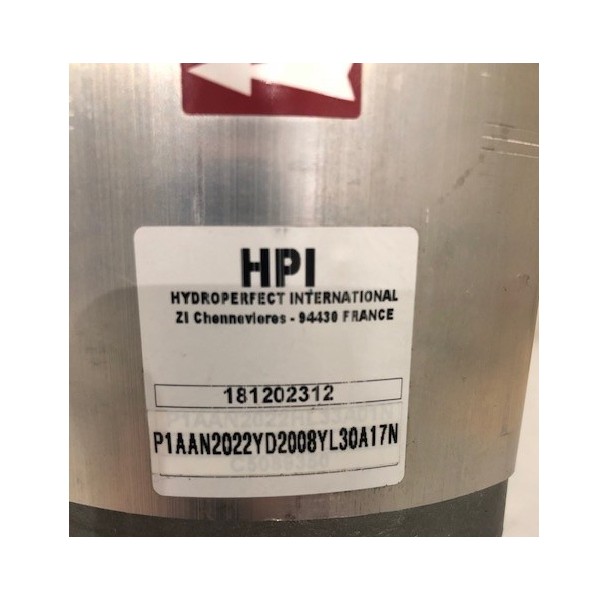 HPI
HYDROPERFECT INTERNATIONAL
ZI Chennevieres - 94430 FRANCE
181202312
P1AAN2022YD2008YL30A17N